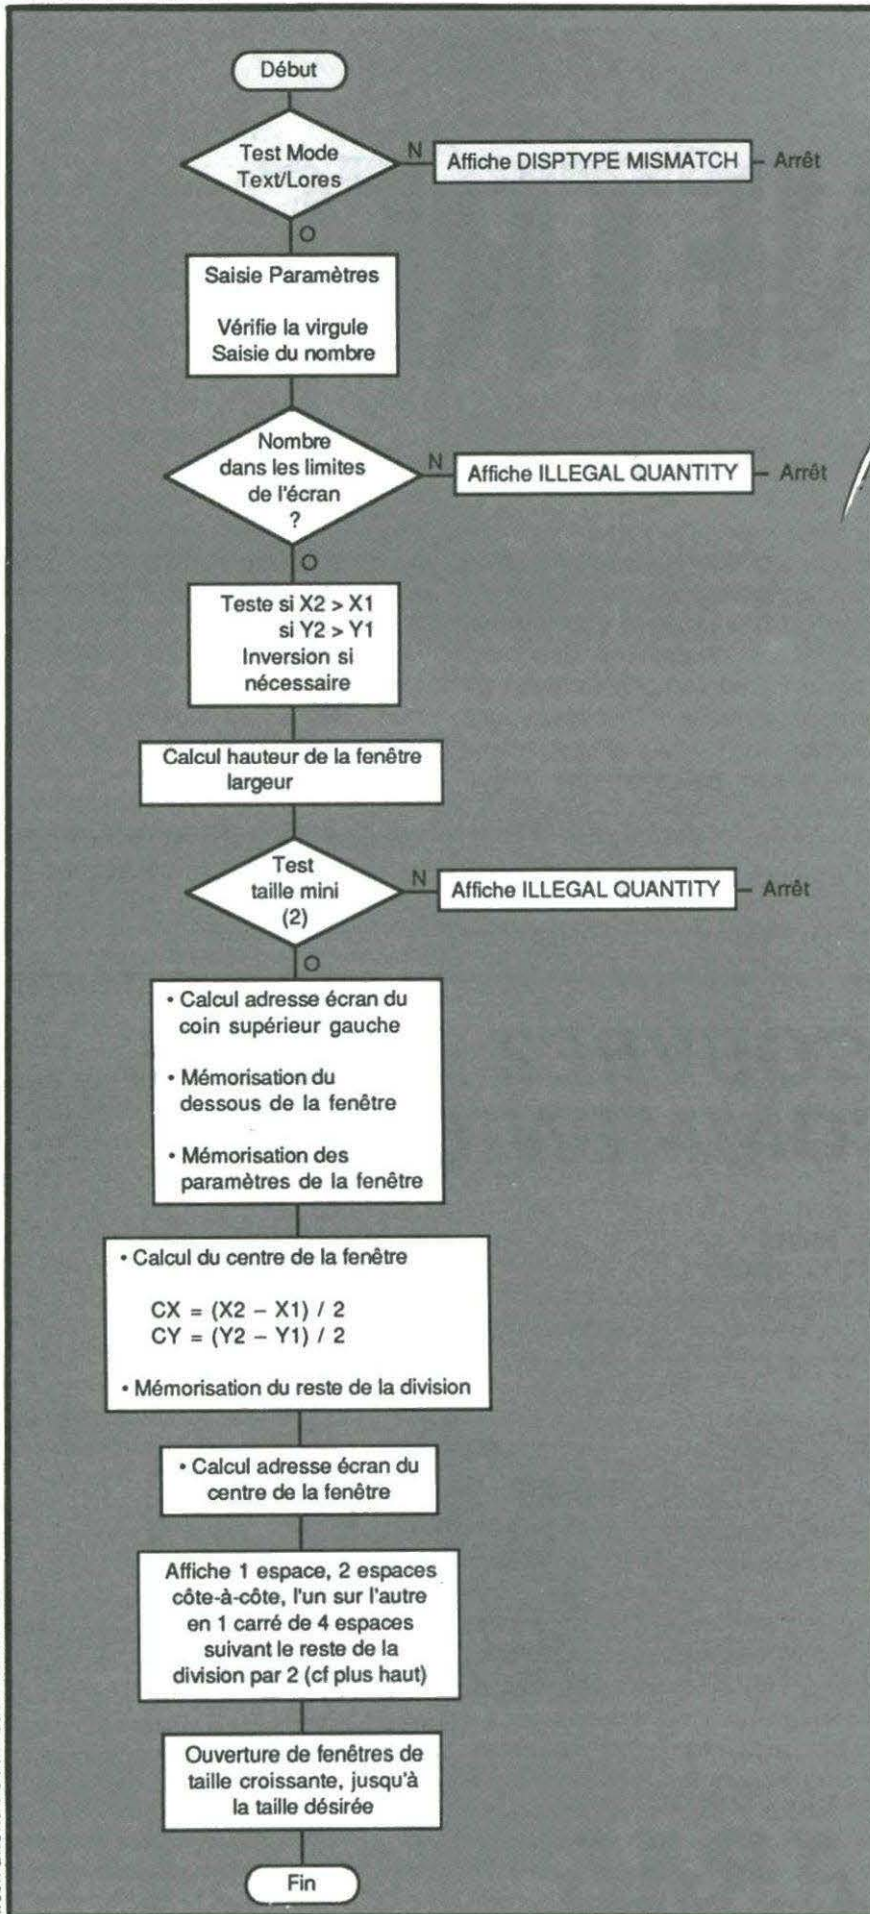 Début
Test Mode
Text/Lores
N
Affiche DISPTYPE MISMATCH
Arrêt
O
Saisie Paramètres
Vérifie la virgule
Saisie du nombre
Nombre
dans les limites
de l'écran
?
N
Affiche ILLEGAL QUANTITY
Arrêt
O
Teste si X2 > X1
si Y2 > Y1
Inversion si
nécessaire
Calcul hauteur de la fenêtre
largeur
Test
taille mini
(2)
N
Affiche ILLEGAL QUANTITY
Arrêt
O
• Calcul adresse écran du
coin supérieur gauche
• Mémorisation du
dessous de la fenêtre
• Mémorisation des
paramètres de la fenêtre
• Calcul du centre de la fenêtre
CX = (X2 – X1) / 2
CY = (Y2 – Y1) / 2
• Mémorisation du reste de la division
• Calcul adresse écran du
centre de la fenêtre
Affiche 1 espace, 2 espaces
côte-à-côte, l'un sur l'autre
en 1 carré de 4 espaces
suivant le reste de la
division par 2 (cf plus haut)
Ouverture de fenêtres de
taille croissante, jusqu'à
la taille désirée
Fin